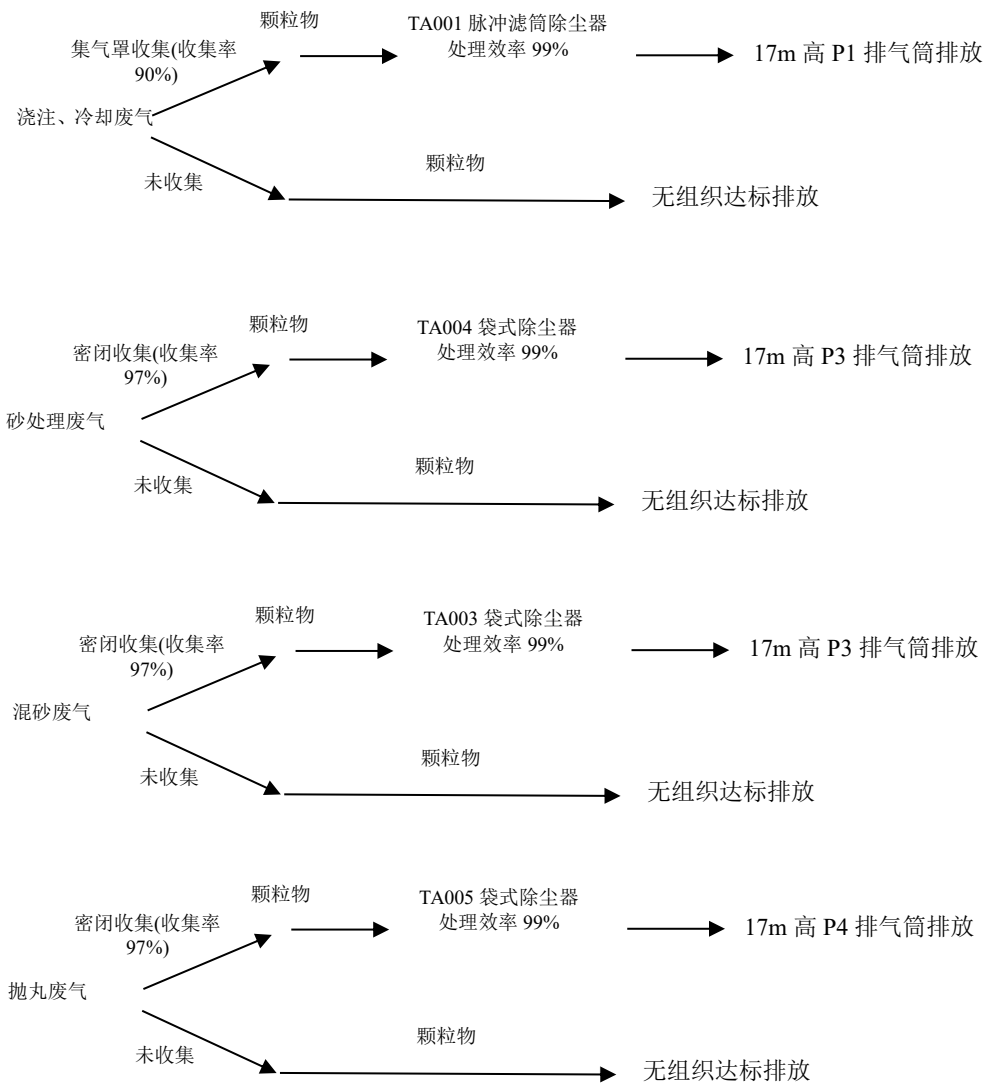 颗粒物
TA001 脉冲滤筒除尘器
处理效率 99%
集气罩收集(收集率
90%)
17m 高 P1 排气筒排放
浇注、冷却废气
颗粒物
未收集
无组织达标排放
颗粒物
TA004 袋式除尘器
处理效率 99%
密闭收集(收集率
97%)
17m 高 P3 排气筒排放
砂处理废气
颗粒物
未收集
无组织达标排放
颗粒物
TA003 袋式除尘器
处理效率 99%
密闭收集(收集率
97%)
17m 高 P3 排气筒排放
混砂废气
颗粒物
未收集
无组织达标排放
颗粒物
TA005 袋式除尘器
处理效率 99%
密闭收集(收集率
97%)
17m 高 P4 排气筒排放
抛丸废气
颗粒物
未收集
无组织达标排放